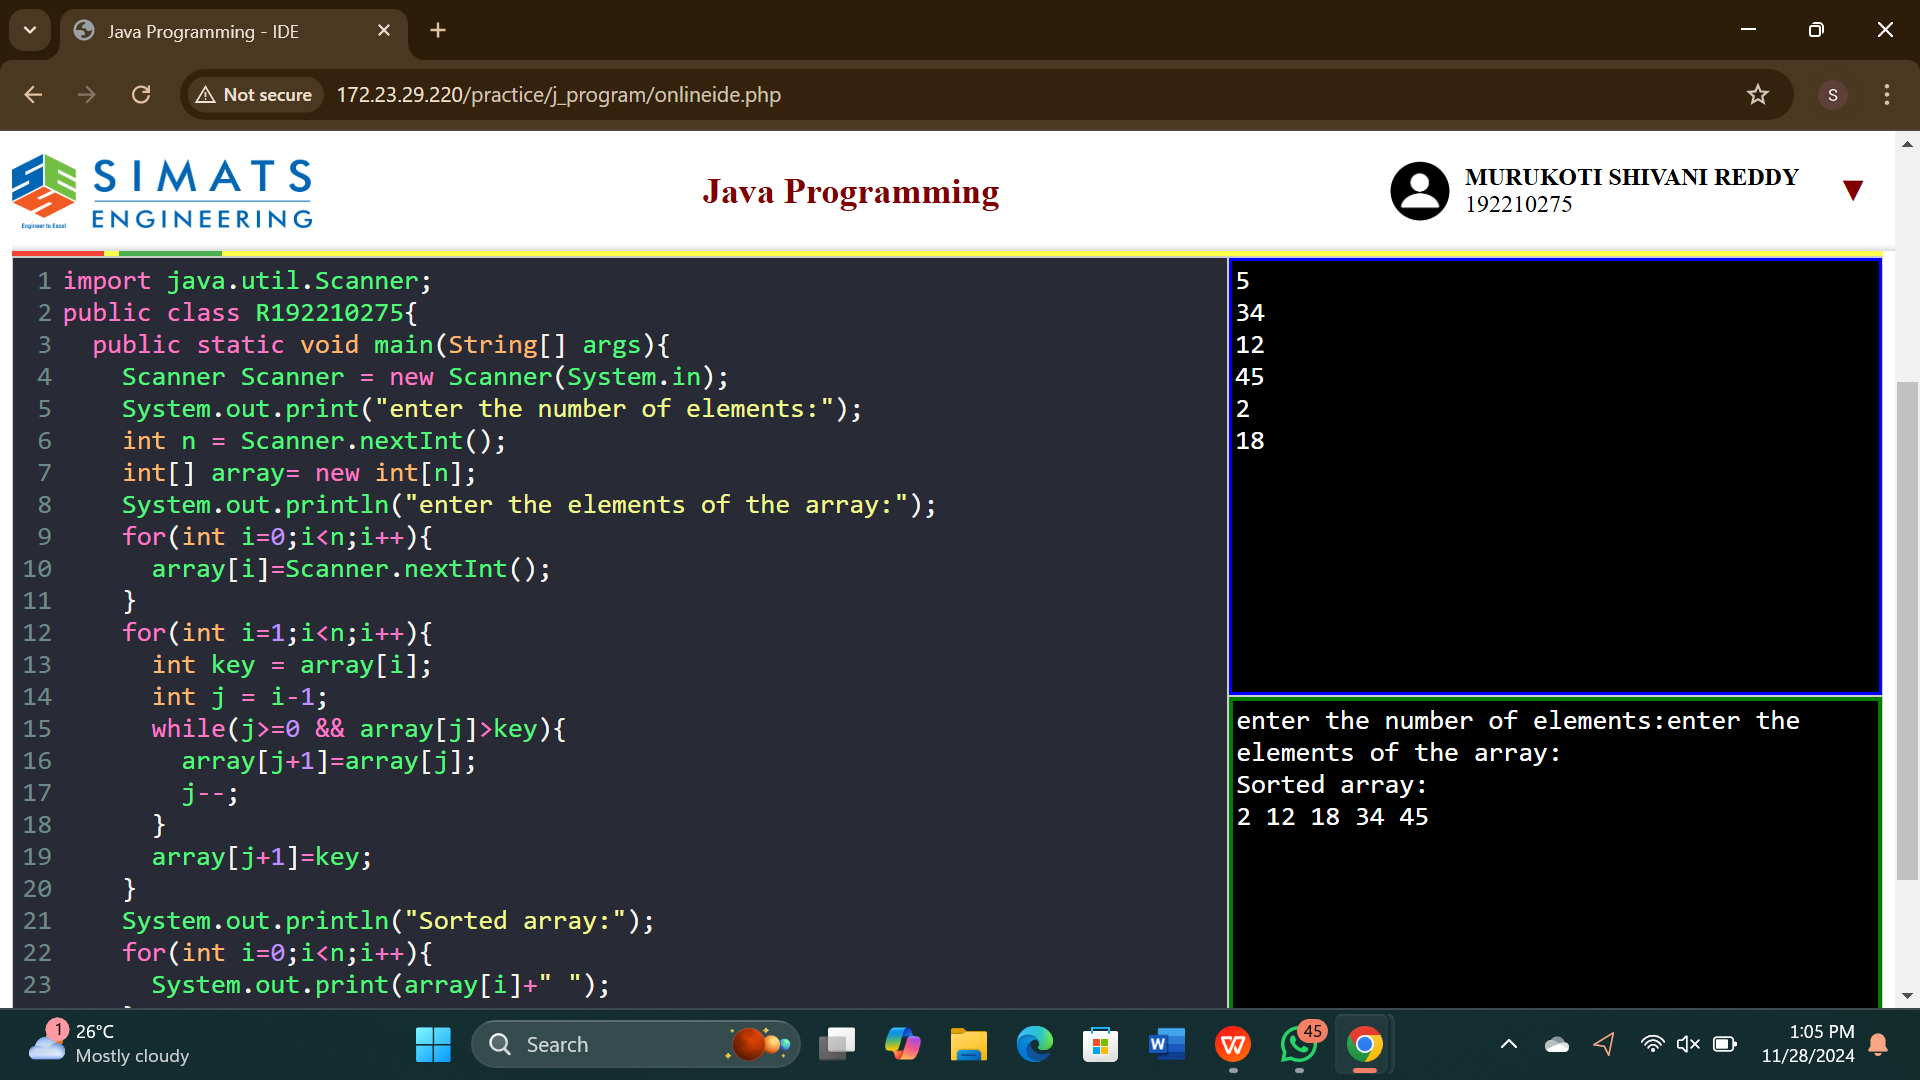 Java Programming - IDE
Not secure
172.23.29.220/practice/j_program/onlineide.php
S
SIMATS
ENGINEERING
Engineer to Excel
Java Programming
MURUKOTI SHIVANI REDDY
192210275
1 import java.util.Scanner;
2 public class R192210275{
3   public static void main(String[] args){
4     Scanner Scanner = new Scanner(System.in);
5     System.out.print("enter the number of elements:");
6     int n = Scanner.nextInt();
7     int[] array= new int[n];
8     System.out.println("enter the elements of the array:");
9     for(int i=0;i<n;i++){
10       array[i]=Scanner.nextInt();
11     }
12     for(int i=1;i<n;i++){
13       int key = array[i];
14       int j = i-1;
15       while(j>=0 && array[j]>key){
16         array[j+1]=array[j];
17         j--;
18       }
19       array[j+1]=key;
20     }
21     System.out.println("Sorted array:");
22     for(int i=0;i<n;i++){
23       System.out.print(array[i]+" ");
5
34
12
45
2
18
enter the number of elements:enter the
elements of the array:
Sorted array:
2 12 18 34 45
1
26°C
Mostly cloudy
Search
W
45
1:05 PM
11/28/2024